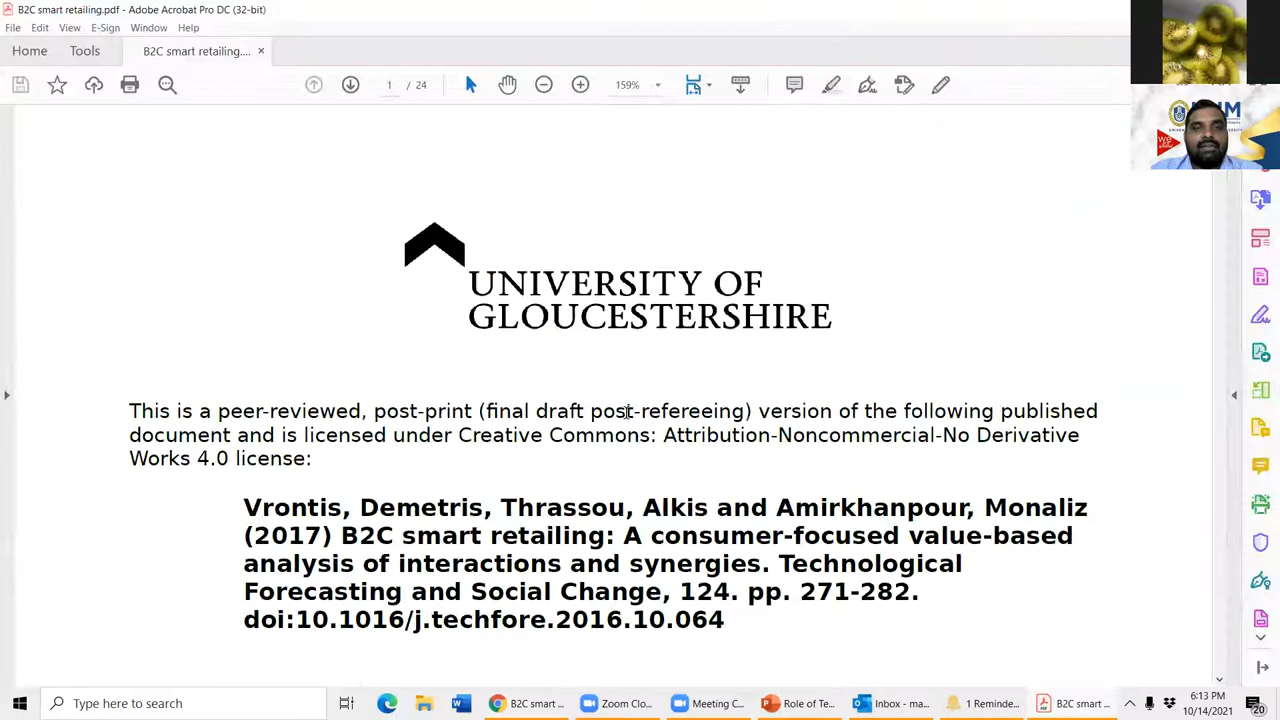 B2C smart retailing.pdf - Adobe Acrobat Pro DC (32-bit)
File Edit View E-Sign Window Help
Home Tools B2C smart retailing.... ×
1 / 24 159%
UNIVERSITY OF
GLOUCESTERSHIRE
This is a peer-reviewed, post-print (final draft post-refereeing) version of the following published
document and is licensed under Creative Commons: Attribution-Noncommercial-No Derivative
Works 4.0 license:
Vrontis, Demetris, Thrassou, Alkis and Amirkhanpour, Monaliz
(2017) B2C smart retailing: A consumer-focused value-based
analysis of interactions and synergies. Technological
Forecasting and Social Change, 124. pp. 271-282.
doi:10.1016/j.techfore.2016.10.064
Type here to search
B2C smart...
Zoom Clo...
Meeting C...
Role of ...
Inbox - ma...
1 Reminde...
B2C smart ...
6:13 PM
10/14/2021
20